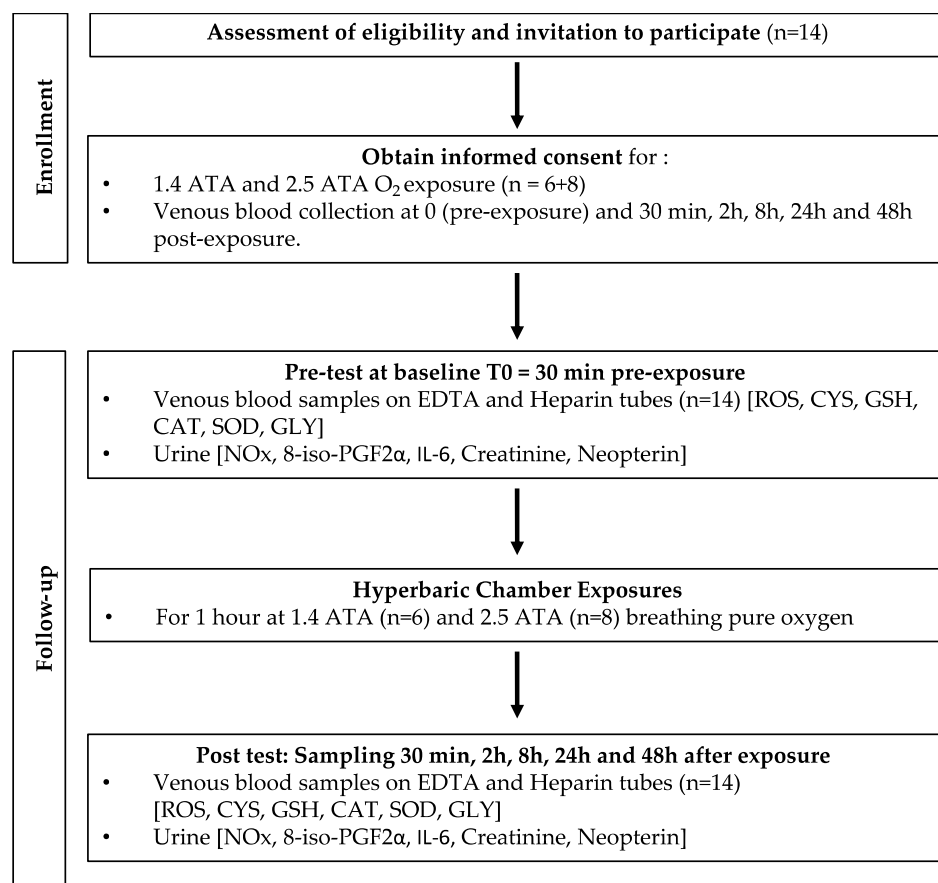 Enrollment
Assessment of eligibility and invitation to participate (n=14)
Obtain informed consent for :
• 1.4 ATA and 2.5 ATA O₂ exposure (n = 6+8)
• Venous blood collection at 0 (pre-exposure) and 30 min, 2h, 8h, 24h and 48h
post-exposure.
Follow-up
Pre-test at baseline T0 = 30 min pre-exposure
• Venous blood samples on EDTA and Heparin tubes (n=14) [ROS, CYS, GSH,
CAT, SOD, GLY]
• Urine [NOx, 8-iso-PGF2α, IL-6, Creatinine, Neopterin]
Hyperbaric Chamber Exposures
• For 1 hour at 1.4 ATA (n=6) and 2.5 ATA (n=8) breathing pure oxygen
Post test: Sampling 30 min, 2h, 8h, 24h and 48h after exposure
• Venous blood samples on EDTA and Heparin tubes (n=14)
[ROS, CYS, GSH, CAT, SOD, GLY]
• Urine [NOx, 8-iso-PGF2α, IL-6, Creatinine, Neopterin]